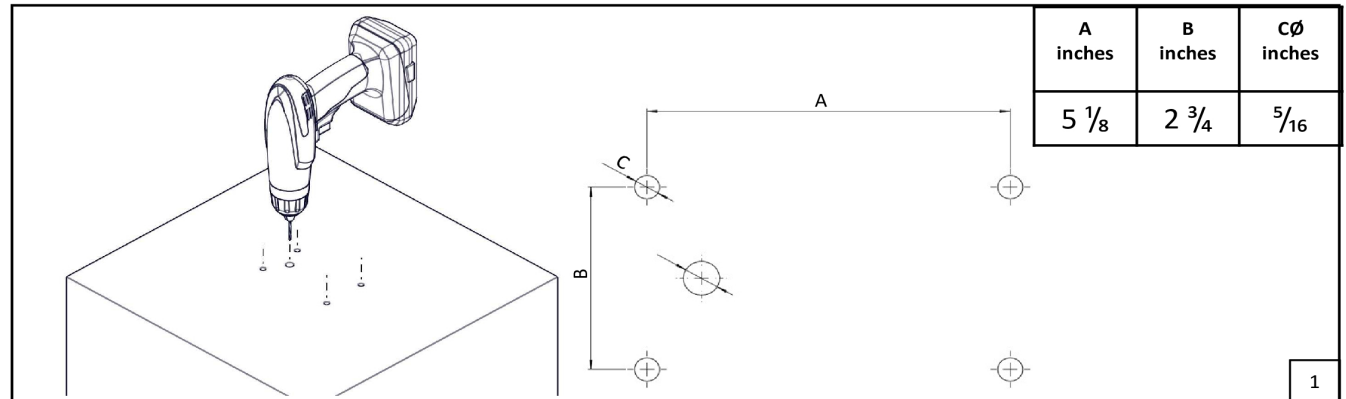 A inches B inches CØ inches
5 ⅛ 2 ¾ 5⁄16
A
C
B
1